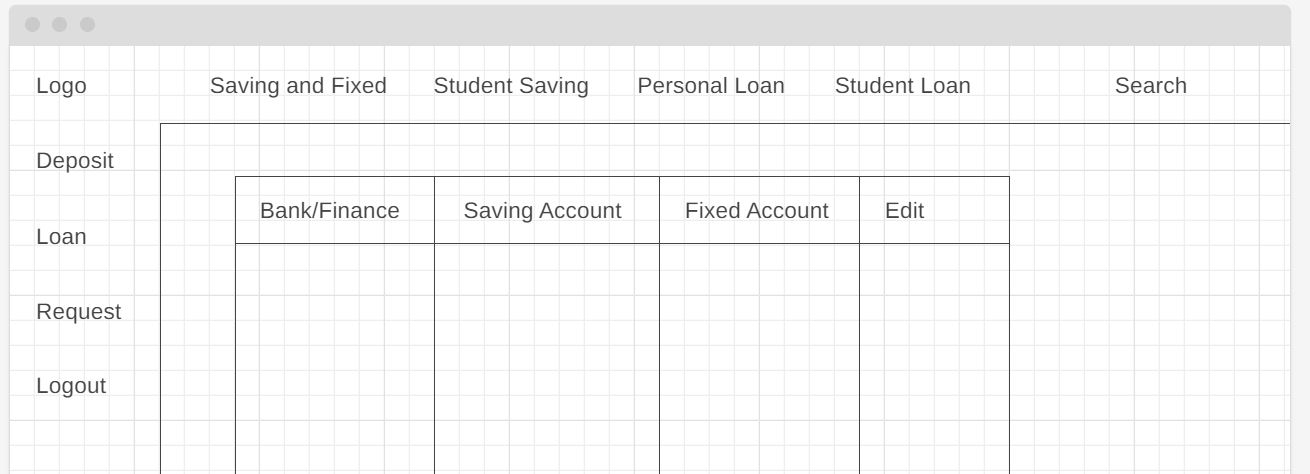 Logo Saving and Fixed Student Saving Personal Loan Student Loan Search
Deposit
Bank/Finance Saving Account Fixed Account Edit
Loan
Request
Logout